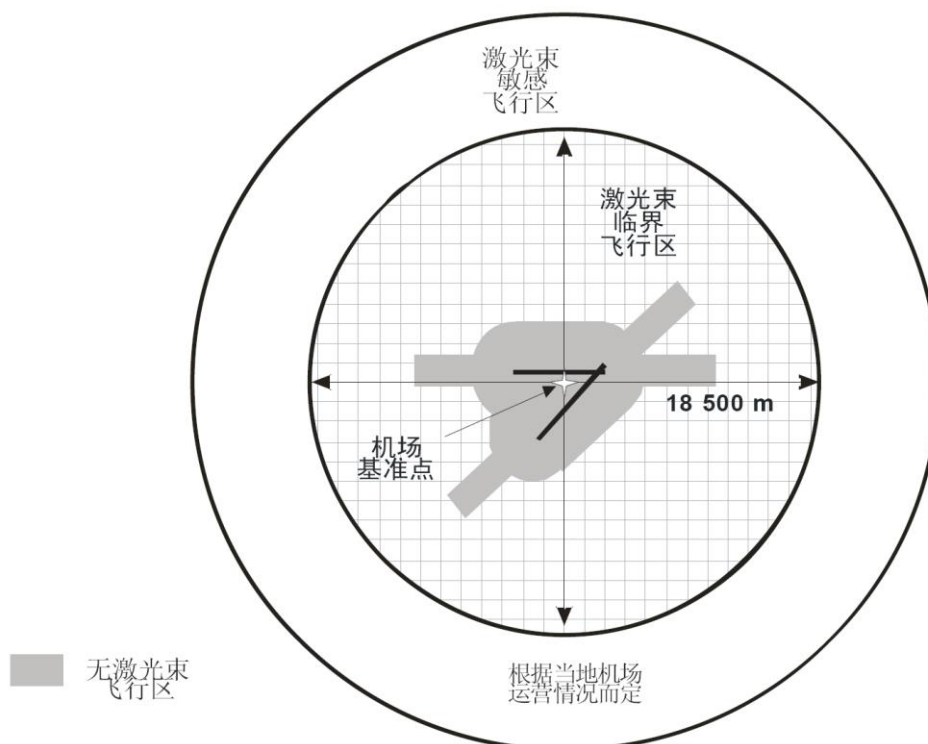 激光束
敏感
飞行区
激光束
临界
飞行区
18 500 m
机场
基准点
无激光束
飞行区
根据当地机场
运营情况而定